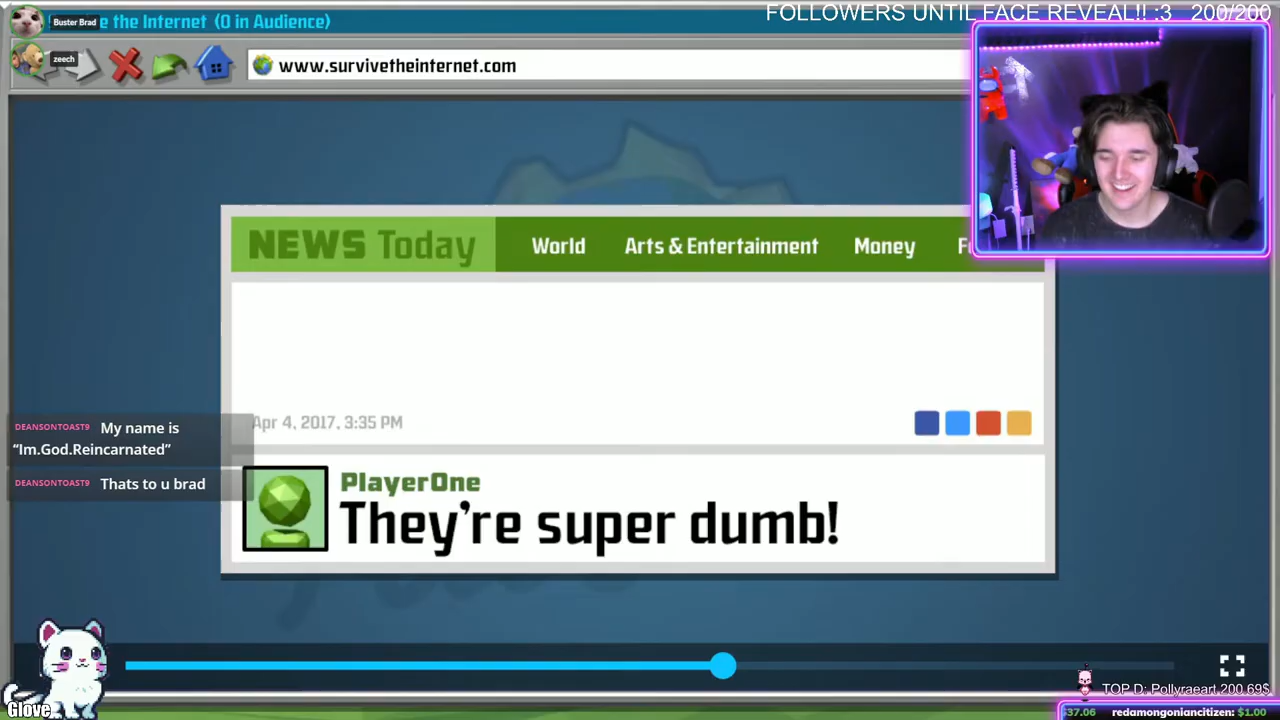 FOLLOWERS UNTIL FACE REVEAL!! :3 200/200
Buster Brad
e the Internet (0 in Audience)
zeech
www.survivetheinternet.com
NEWS Today World Arts & Entertainment Money
Apr 4, 2017, 3:35 PM
DEANSONTOAST9 My name is
“Im.God.Reincarnated”
DEANSONTOAST9 Thats to u brad
PlayerOne
They're super dumb!
Glove
TOP D: Pollyraeart 200.69$
$37.06 redamongoniancitizen: $1.00